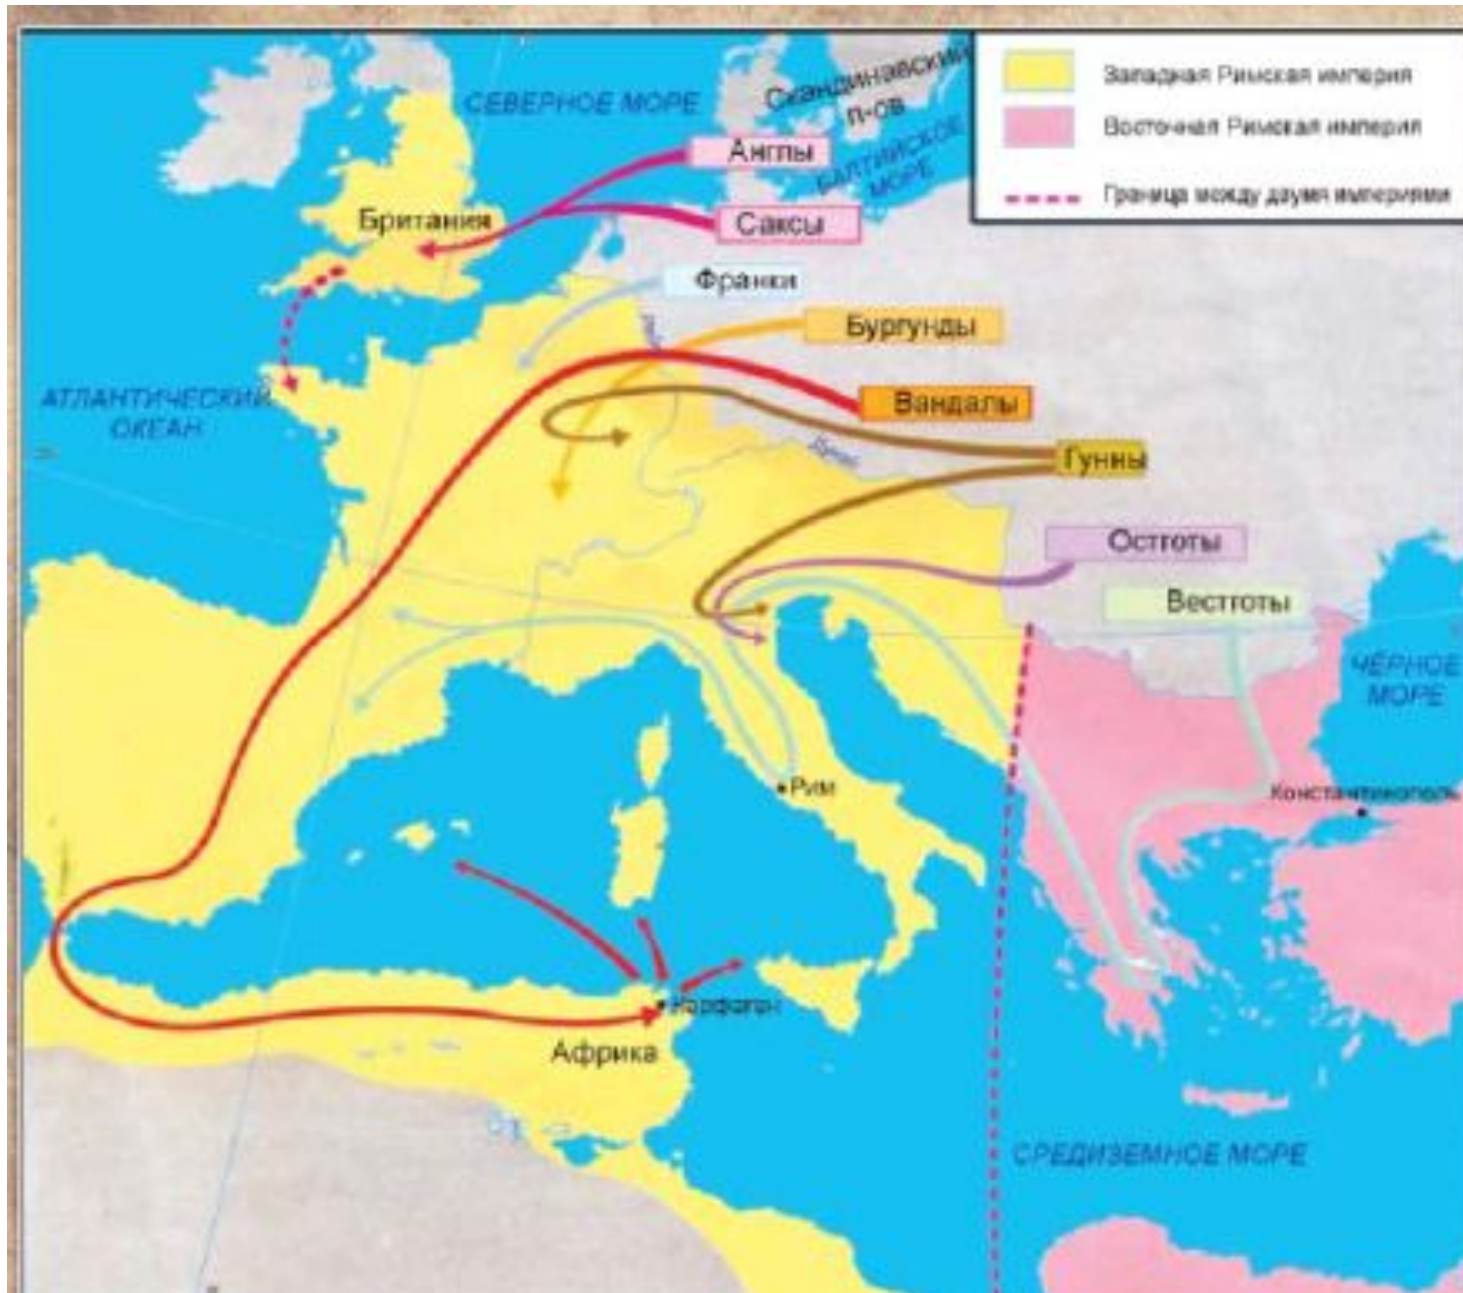 Западная Римская империя
Восточная Римская империя
Граница между двумя империями
Скандинавский
п-ов
СЕВЕРНОЕ МОРЕ
БАЛТИЙСКОЕ
МОРЕ
Англы
Саксы
Британия
Франки
Бургунды
Вандалы
Гунны
АТЛАНТИЧЕСКИЙ
ОКЕАН
Дунай
Остготы
Вестготы
ЧЁРНОЕ
МОРЕ
Рим
Константинополь
Карфаген
Африка
СРЕДИЗЕМНОЕ МОРЕ